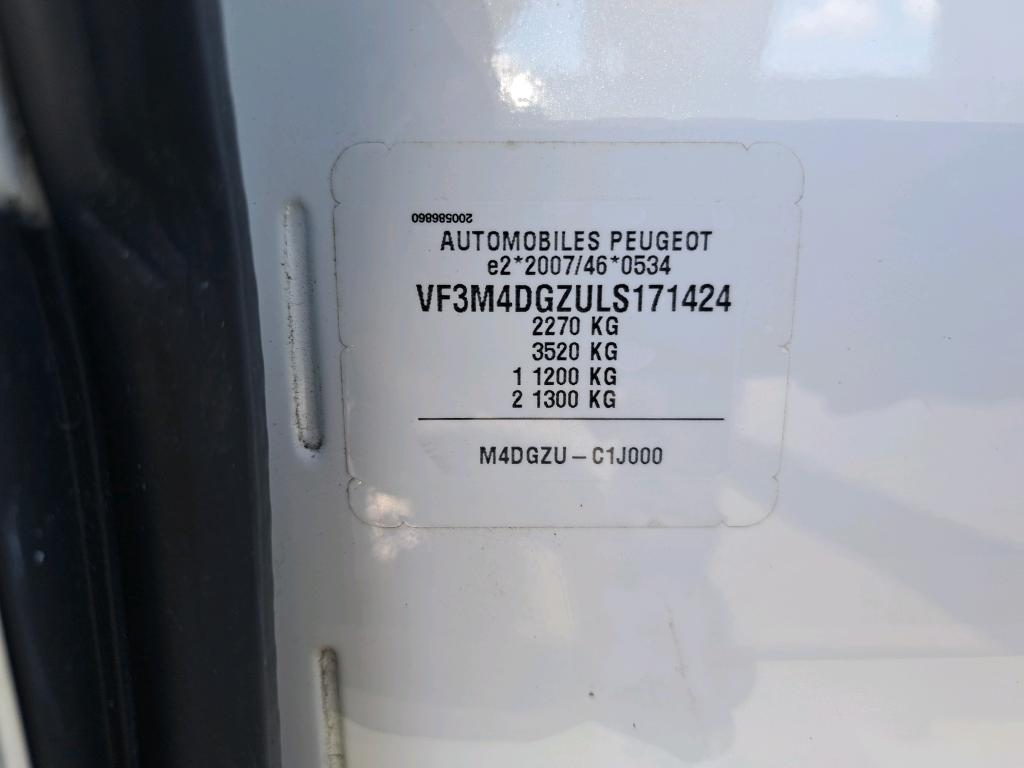 200586860
AUTOMOBILES PEUGEOT
e2*2007/46*0534
VF3M4DGZULS171424
2270 KG
3520 KG
1 1200 KG
2 1300 KG
M4DGZU – C1J000